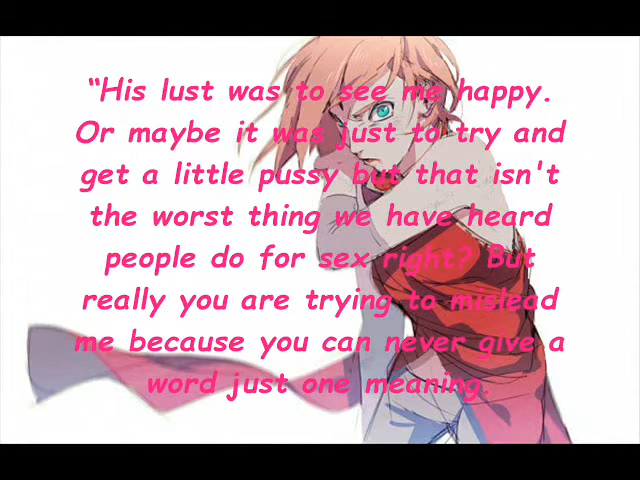 “His lust was to see me happy.
Or maybe it was just to try and
get a little pussy but that isn't
the worst thing we have heard
people do for sex right? But
really you are trying to mislead
me because you can never give a
word just one meaning.